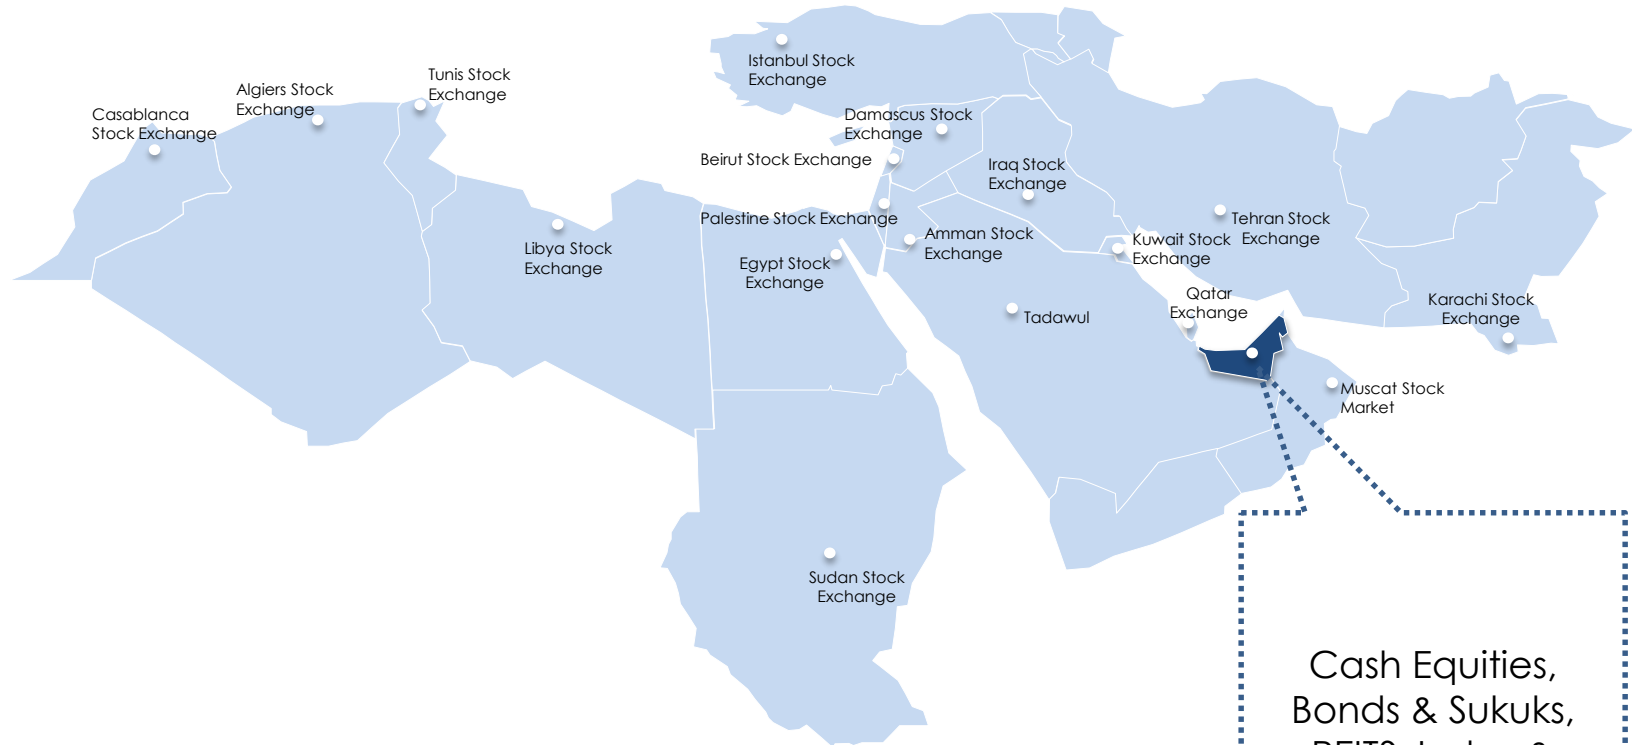 Istanbul Stock
Exchange
Tunis Stock
Exchange
Algiers Stock
Exchange
Casablanca
Stock Exchange
Damascus Stock
Exchange
Beirut Stock Exchange
Iraq Stock
Exchange
Palestine Stock Exchange
Tehran Stock
Exchange
Amman Stock
Exchange
Kuwait Stock
Exchange
Libya Stock
Exchange
Egypt Stock
Exchange
Qatar
Exchange
Karachi Stock
Exchange
Tadawul
Muscat Stock
Market
Sudan Stock
Exchange
Cash Equities,
Bonds & Sukuks,